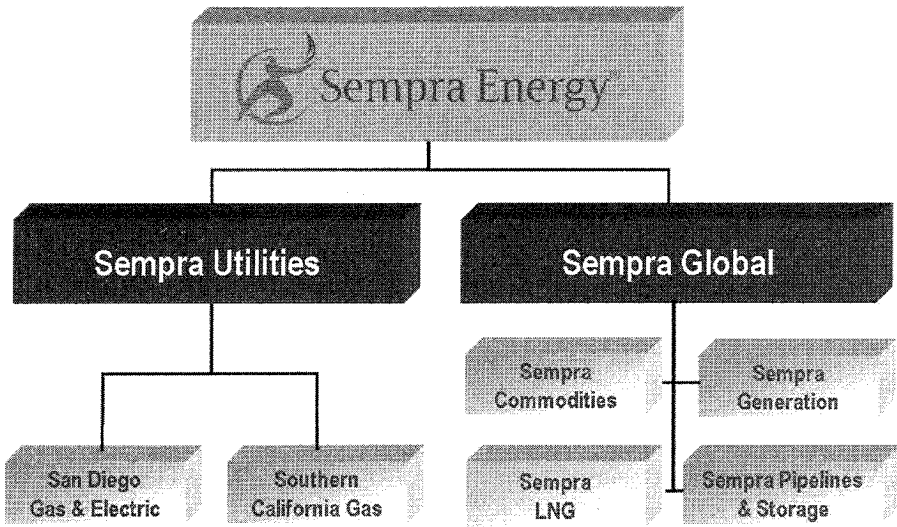 Sempra Energy
Sempra Utilities
Sempra Global
Sempra
Commodities
Sempra
Generation
San Diego
Gas & Electric
Southern
California Gas
Sempra
LNG
Sempra Pipelines
& Storage